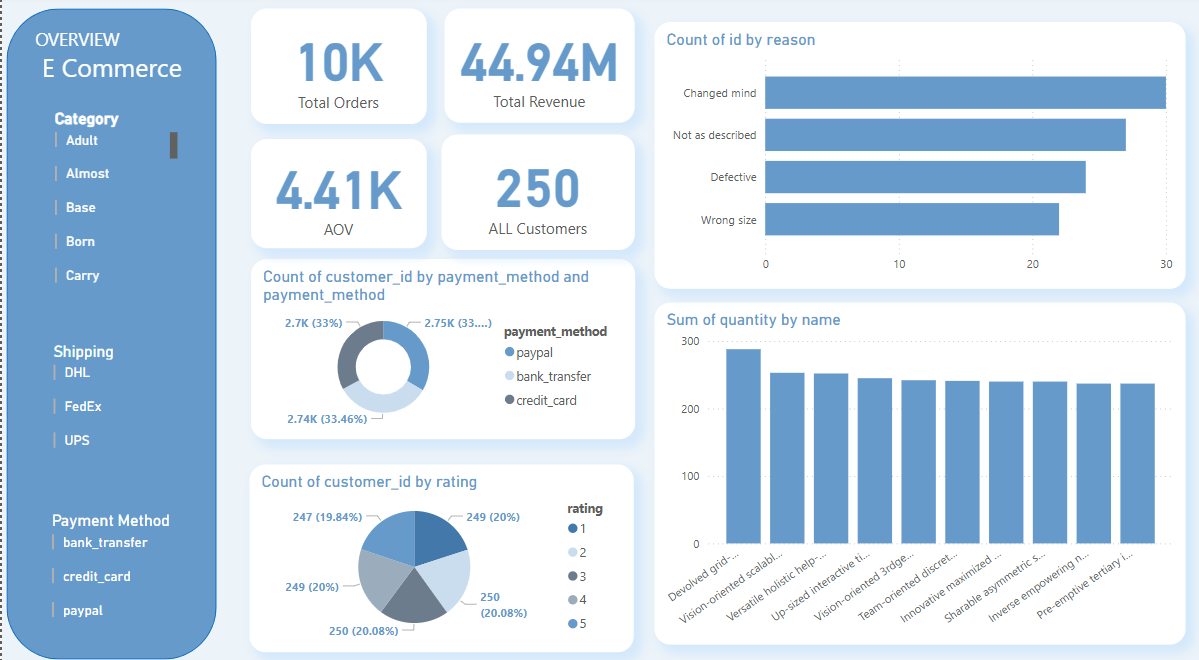 OVERVIEW
E Commerce
Category
Adult
Almost
Base
Born
Carry
Shipping
DHL
FedEx
UPS
Payment Method
bank_transfer
credit_card
paypal
10K
Total Orders
44.94M
Total Revenue
4.41K
AOV
250
ALL Customers
Count of customer_id by payment_method and
payment_method
2.7K (33%)
2.75K (33....)
2.74K (33.46%)
payment_method
paypal
bank_transfer
credit_card
Count of customer_id by rating
247 (19.84%)
249 (20%)
249 (20%)
250
(20.08%)
250 (20.08%)
rating
1
2
3
4
5
Count of id by reason
Changed mind
Not as described
Defective
Wrong size
0
10
20
30
Sum of quantity by name
300
200
100
0
Devolved grid-...
Vision-oriented scalabl...
Versatile holistic help-...
Up-sized interactive ti...
Vision-oriented 3rdge...
Team-oriented discret...
Innovative maximized ...
Sharable asymmetric s...
Inverse empowering n...
Pre-emptive tertiary i...